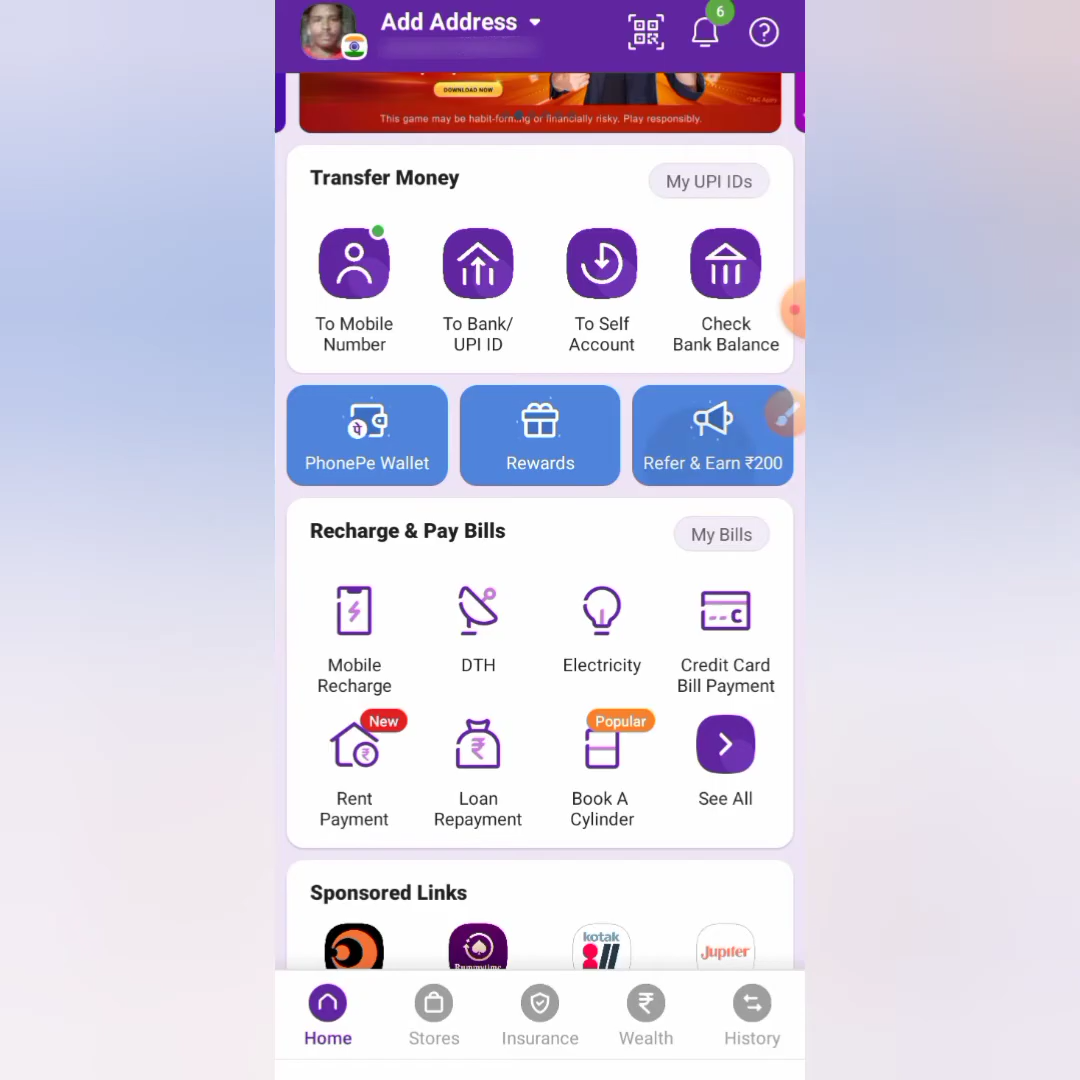 Add Address
6
DOWNLOAD NOW
*T&C Apply
This game may be habit-forming or financially risky. Play responsibly.
Transfer Money
My UPI IDs
To Mobile
Number
To Bank/
UPI ID
To Self
Account
Check
Bank Balance
पे
PhonePe Wallet
Rewards
Refer & Earn ₹200
Recharge & Pay Bills
My Bills
Mobile
Recharge
DTH
Electricity
C
Credit Card
Bill Payment
New
₹
Rent
Payment
₹
Loan
Repayment
Popular
Book A
Cylinder
See All
Sponsored Links
Rummytime
kotak
811
Jupiter
Home
Stores
Insurance
₹
Wealth
History